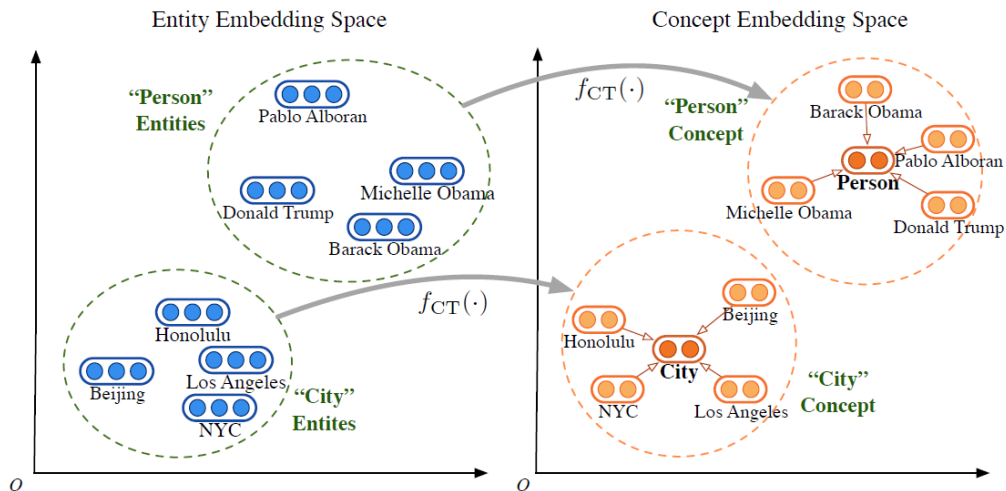 Entity Embedding Space
Concept Embedding Space
“Person”
Entities
Pablo Alboran
Michelle Obama
Donald Trump
Barack Obama
f_CT(·)
“Person”
Concept
Barack Obama
Pablo Alboran
Person
Michelle Obama
Donald Trump
Honolulu
Los Angeles
Beijing
NYC
“City”
Entites
f_CT(·)
Beijing
Honolulu
City
NYC
Los Angeles
“City”
Concept
O
O